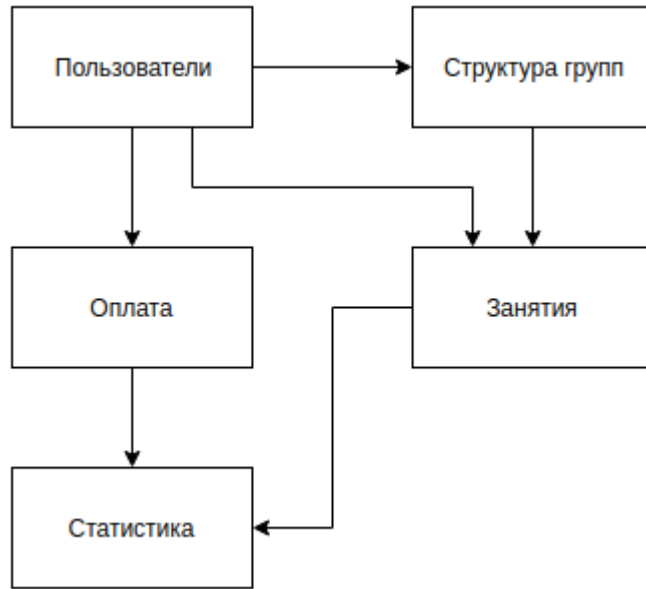 Пользователи
Структура групп
Оплата
Занятия
Статистика